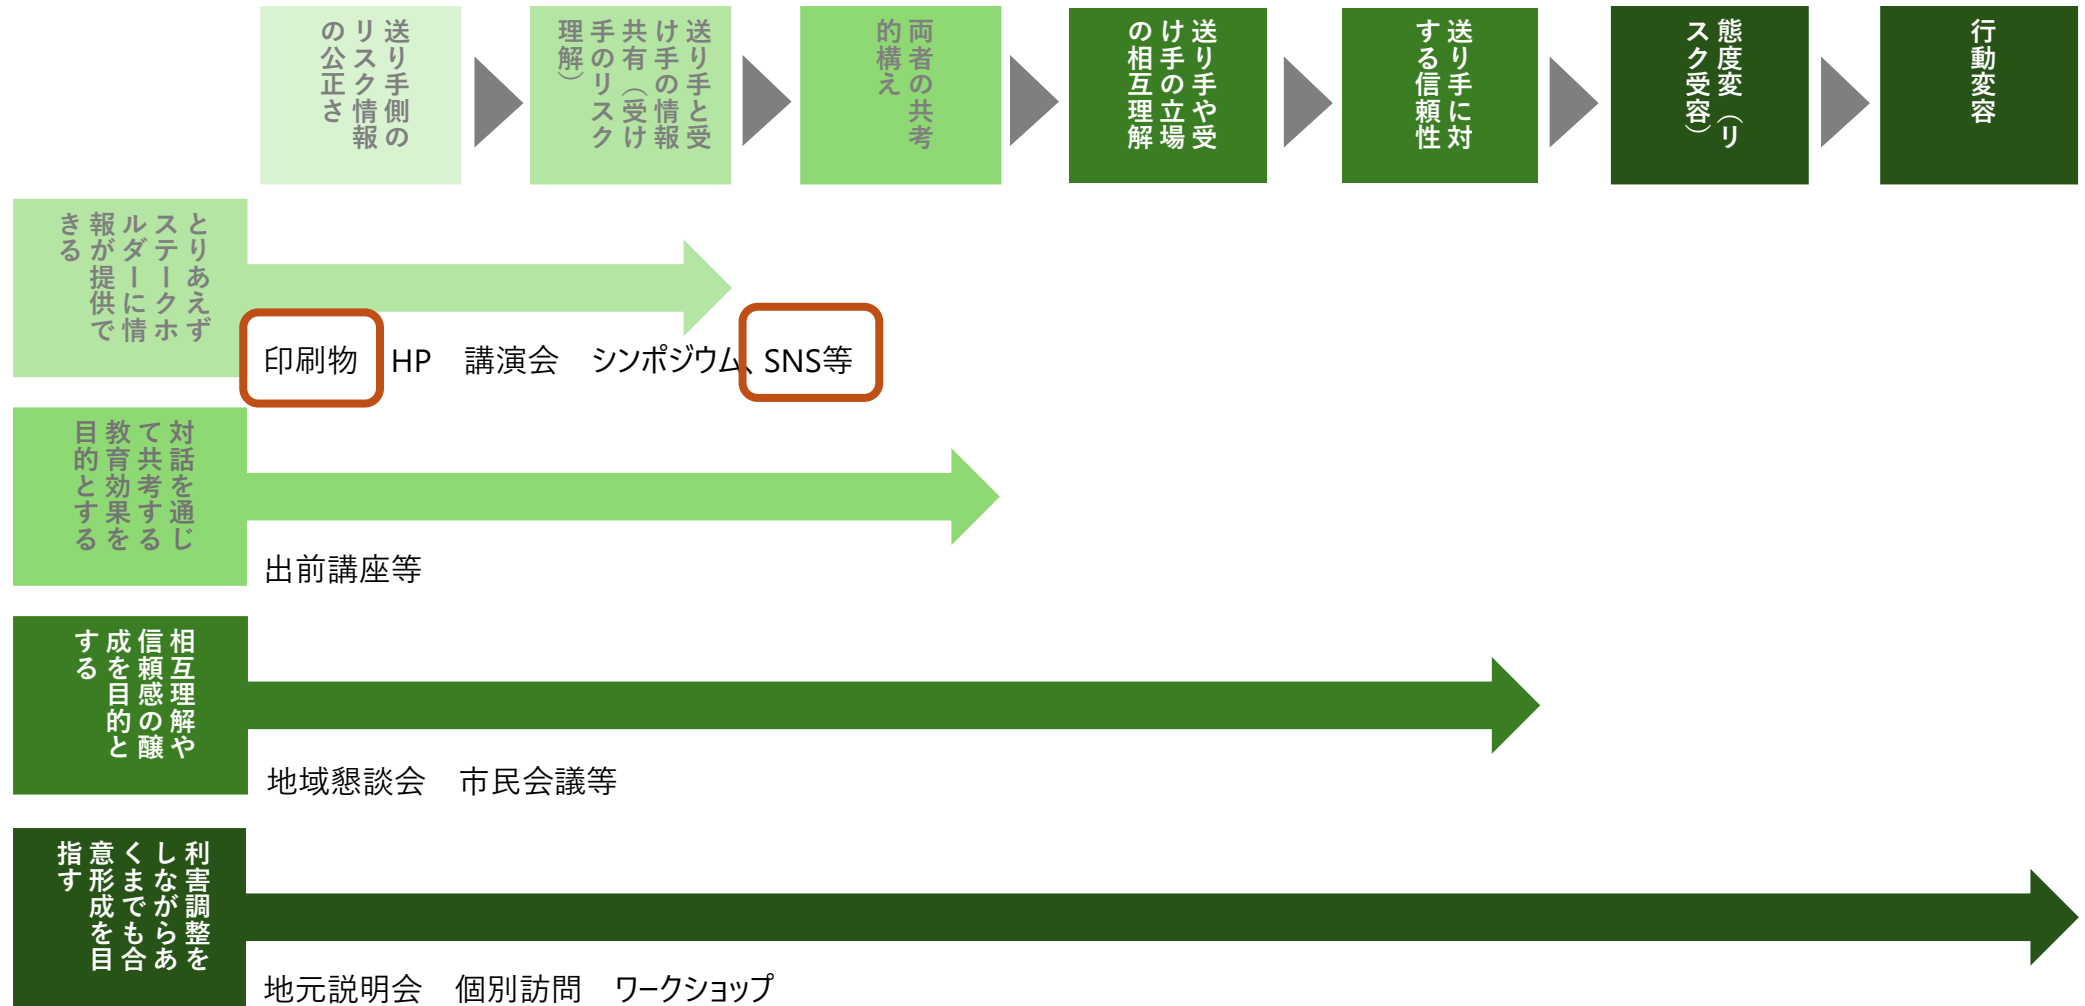 送り手側の
リスク情報
の公正さ
送り手と受
け手の情報
共有（受け
手のリスク
理解）
両者の共考
的構え
送り手や受
け手の立場
の相互理解
送り手に対
する信頼性
態度変（リ
スク受容）
行動変容
とりあえず
ステークホ
ルダーに情
報が提供で
きる
印刷物　HP　講演会　シンポジウム、SNS等
対話を通じ
て共考する
教育効果を
目的とする
出前講座等
相互理解や
信頼感の醸
成を目的と
する
地域懇談会　市民会議等
利害調整を
しながらあ
くまでも合
意形成を目
指す
地元説明会　個別訪問　ワークショップ